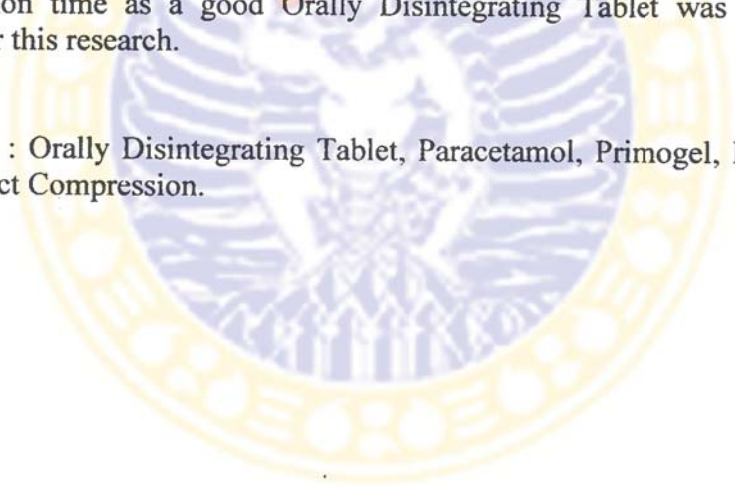 on time as a good Orally Disintegrating Tablet was
this research.
: Orally Disintegrating Tablet, Paracetamol, Primogel,
ct Compression.